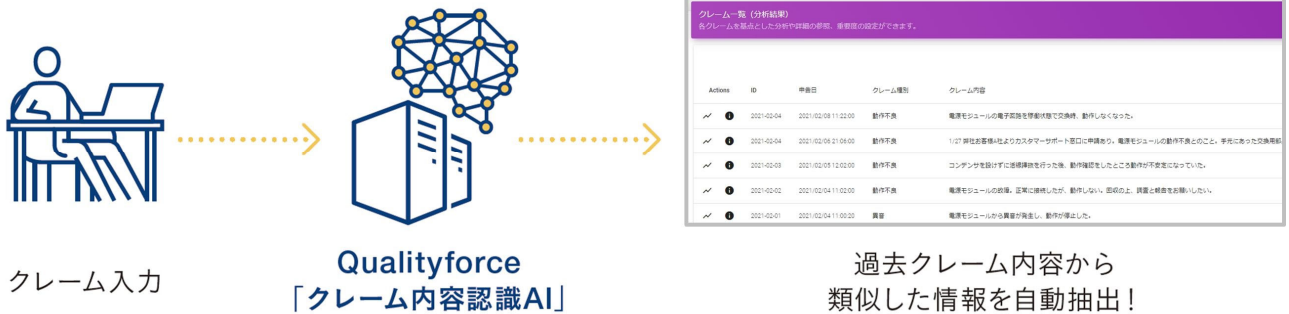 クレーム一覧（分析結果）
各クレームを基点とした分析や詳細の参照、重要度の設定ができます。
Actions ID 申告日 クレーム種別 クレーム内容
2021-02-04 2021/02/08 11:22:00 動作不良 電源モジュールの電子回路を稼働状態で交換時、動作しなくなった。
2021-02-04 2021/02/06 21:06:00 動作不良 1/27 弊社お客様A社よりカスタマーサポート窓口に申請あり。電源モジュールの動作不良とのこと。手元にあった交換用部
2021-02-03 2021/02/05 12:02:00 動作不良 コンデンサを設けずに活線挿抜を行った後、動作確認をしたところ動作が不安定になっていた。
2021-02-02 2021/02/04 11:02:00 動作不良 電源モジュールの故障。正常に接続したが、動作しない。回収の上、調査と報告をお願いしたい。
2021-02-01 2021/02/04 11:00:20 異音 電源モジュールから異音が発生し、動作が停止した。
クレーム入力
Qualityforce
「クレーム内容認識AI」
過去クレーム内容から
類似した情報を自動抽出！